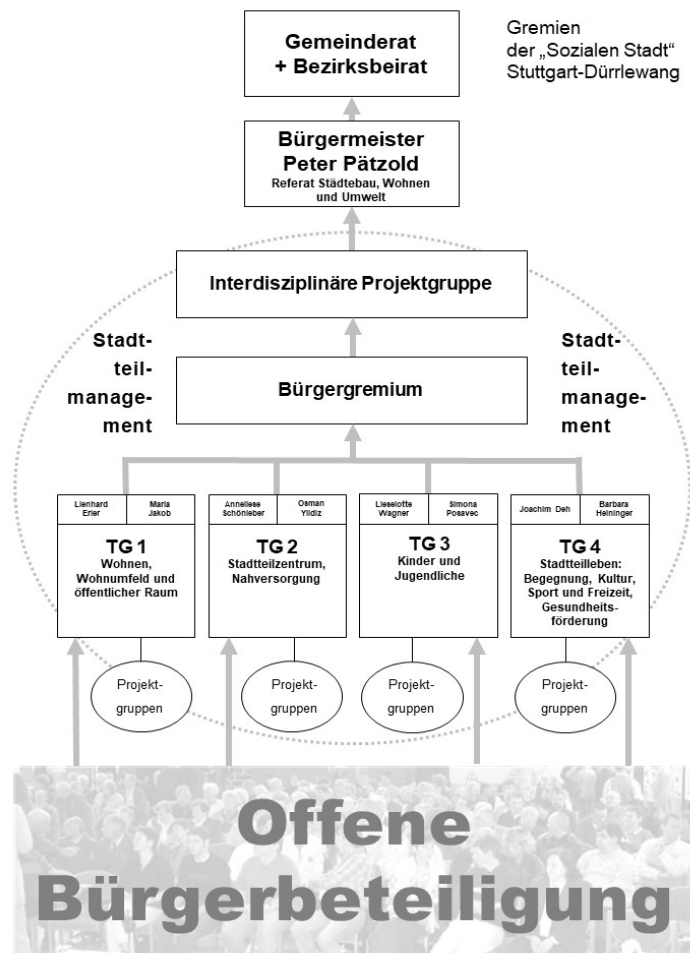 Gremien
der „Sozialen Stadt“
Stuttgart-Dürrlewang
Gemeinderat
+ Bezirksbeirat
Bürgermeister
Peter Pätzold
Referat Städtebau, Wohnen
und Umwelt
Interdisziplinäre Projektgruppe
Stadt-
teil-
manage-
ment
Stadt-
teil-
manage-
ment
Bürgergremium
Lienhard
Erler
Maria
Jakob
TG 1
Wohnen,
Wohnumfeld und
öffentlicher Raum
Anneliese
Schönleber
Osman
Yildiz
TG 2
Stadtteilzentrum,
Nahversorgung
Lieselotte
Wagner
Simona
Posavec
TG 3
Kinder und
Jugendliche
Joachim Deh
Barbara
Heininger
TG 4
Stadtteilleben:
Begegnung, Kultur,
Sport und Freizeit,
Gesundheits-
förderung
Projekt-
gruppen
Projekt-
gruppen
Projekt-
gruppen
Projekt-
gruppen
Offene
Bürgerbeteiligung